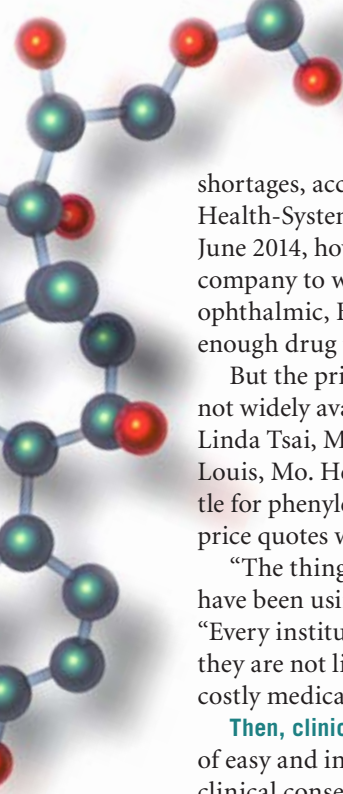 shortages, acc
Health-System
June 2014, how
company to w
ophthalmic, E
enough drug
But the pri
not widely ava
Linda Tsai, M
Louis, Mo. He
tle for phenyle
price quotes w
“The thing
have been usi
“Every institu
they are not li
costly medica
Then, clinic
of easy and in
clinical conse